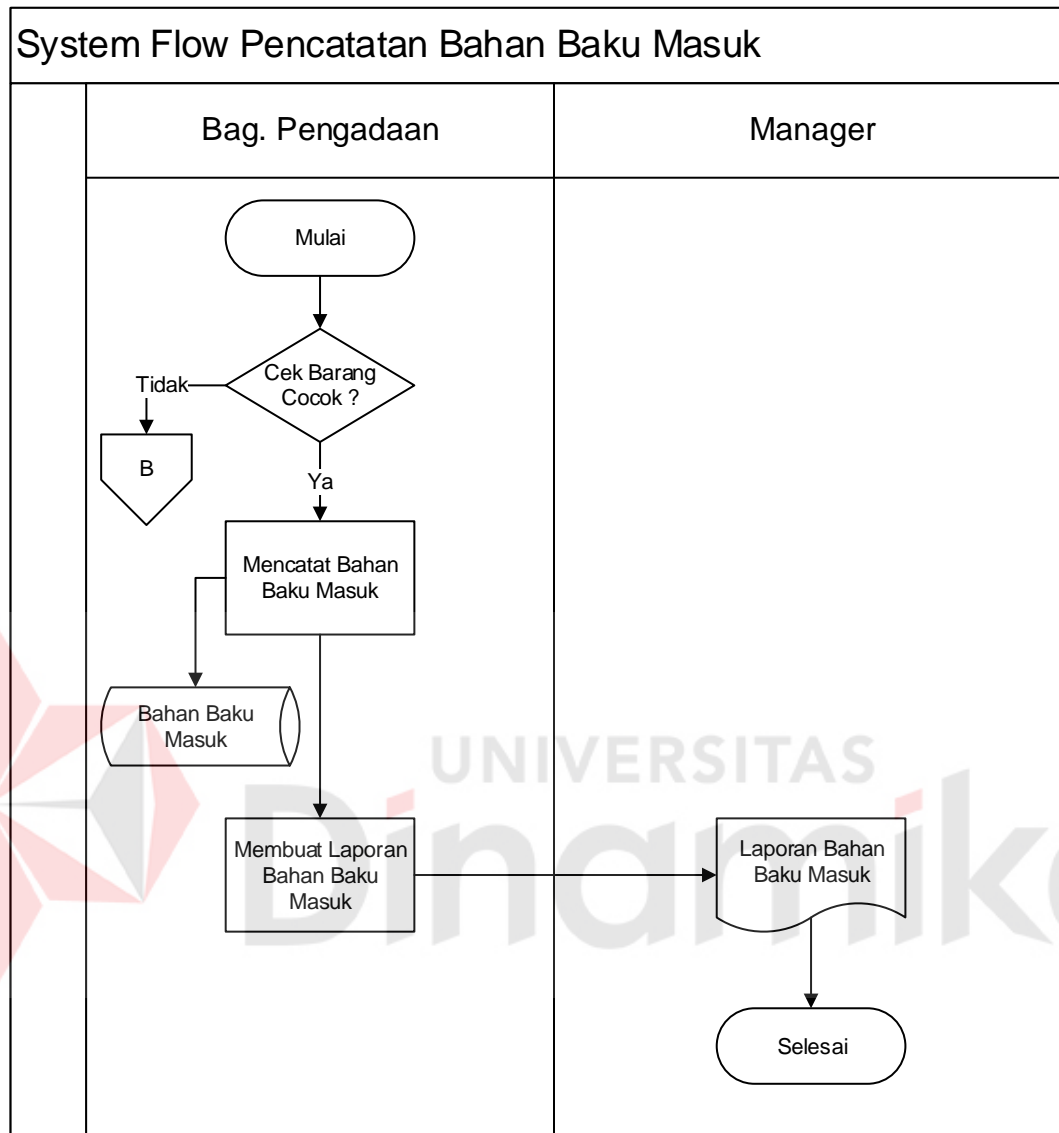 System Flow Pencatatan Bahan Baku Masuk
Bag. Pengadaan
Manager
Mulai
Cek Barang
Cocok ?
Tidak
B
Ya
Mencatat Bahan
Baku Masuk
Bahan Baku
Masuk
UNIVERSITAS
Dinamika
Membuat Laporan
Bahan Baku
Masuk
Laporan Bahan
Baku Masuk
Selesai